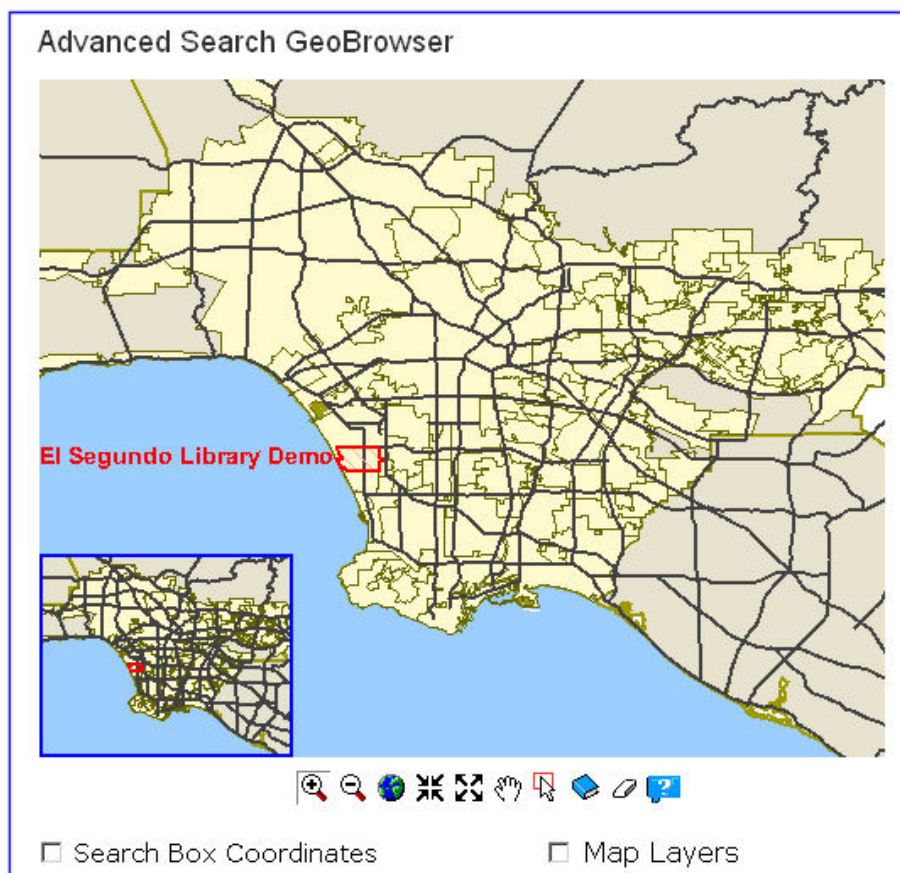 Advanced Search GeoBrowser
El Segundo Library Demo
?
Search Box Coordinates
Map Layers